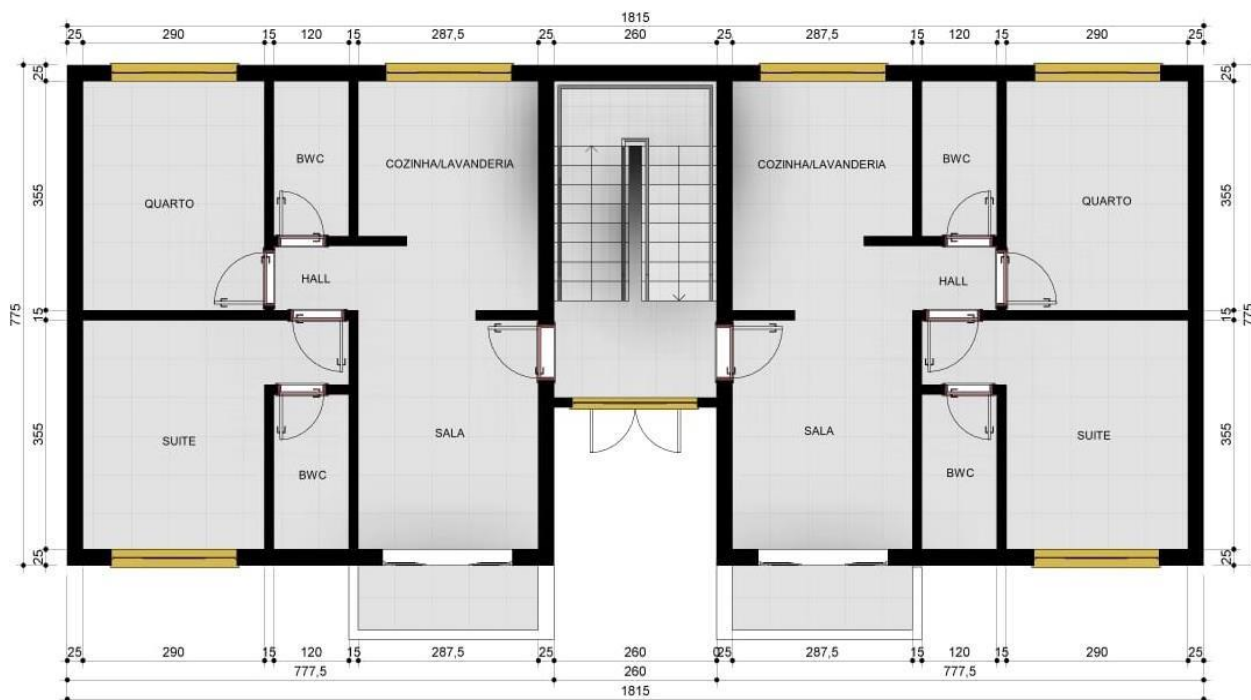 1815
25 290 15 120 15 287,5 25 260 25 287,5 15 120 15 290 25
25 25
BWC COZINHA/LAVANDERIA COZINHA/LAVANDERIA BWC
355 QUARTO QUARTO 355
HALL HALL
775 15 15 775
355 SUITE SALA SALA SUITE 355
BWC BWC
25 25
25 290 15 120 15 287,5 25 260 0 25 287,5 15 120 15 290 25
777,5 260 777,5
1815